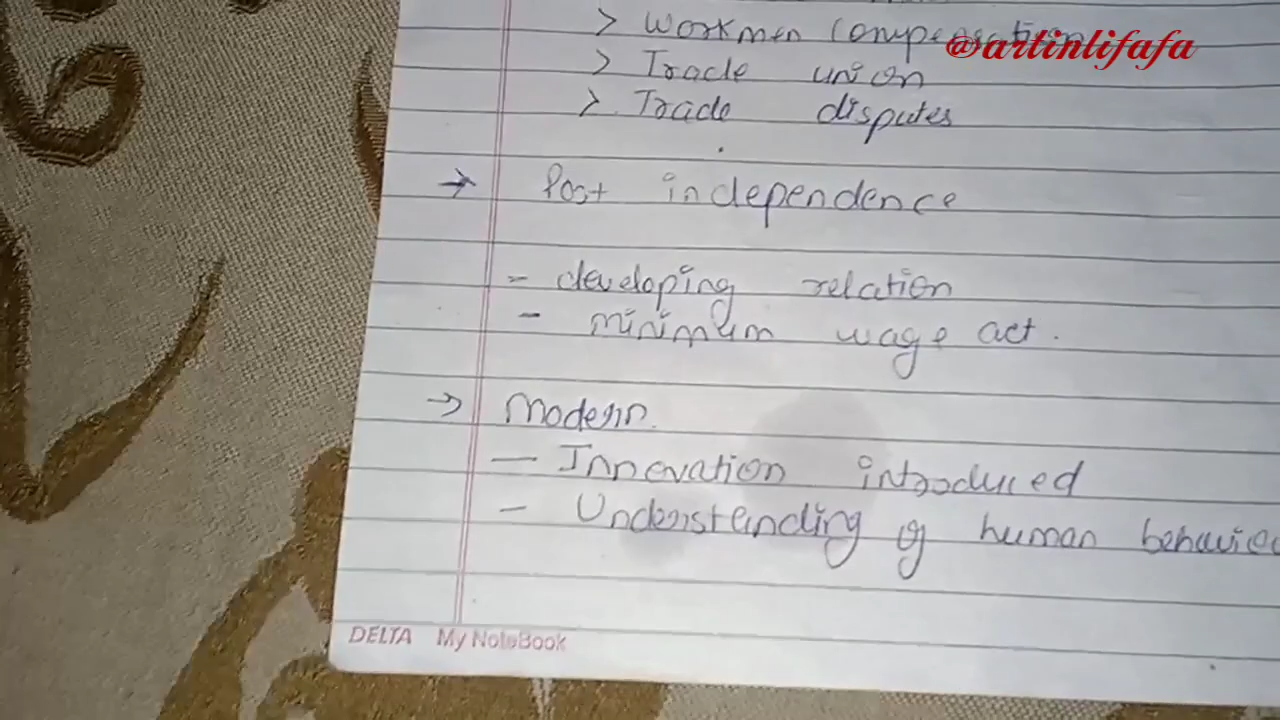 > Workmen Compensation
@artinlifafa
> Trade union
> Trade disputes
→ Post independence
- developing relation
- minimum wage act.
→ Modern
- Innovation introduced
- Understanding of human behavio
DELTA My NoteBook